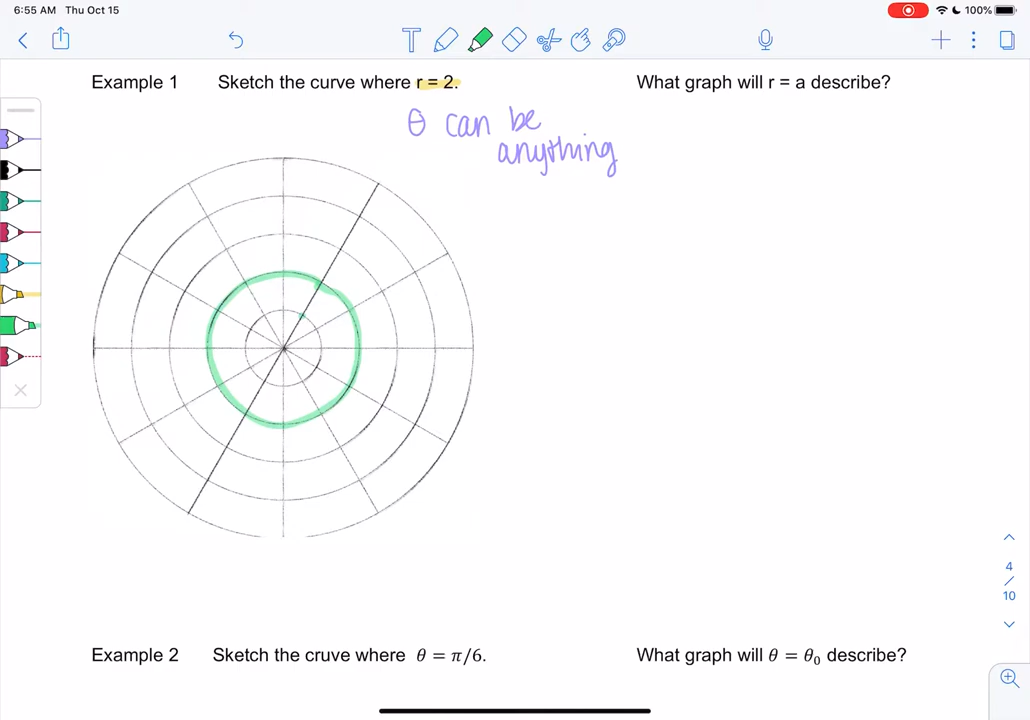 6:55 AM Thu Oct 15
100%
Example 1 Sketch the curve where r = 2. What graph will r = a describe?
θ can be
anything
4
/
10
Example 2 Sketch the cruve where θ = π/6. What graph will θ = θ₀ describe?